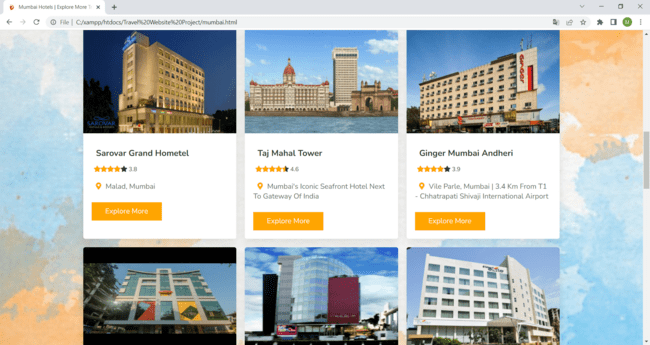 Mumbai Hotels | Explore More T
File
C:/xampp/htdocs/Travel%20Website%20Project/mumbai.html
U
SAROVAR
ginger
Sarovar Grand Hometel
3.8
Malad, Mumbai
Explore More
Taj Mahal Tower
4.6
Mumbai's Iconic Seafront Hotel Next
To Gateway Of India
Explore More
Ginger Mumbai Andheri
3.9
Vile Parle, Mumbai | 3.4 Km From T1
- Chhatrapati Shivaji International Airport
Explore More